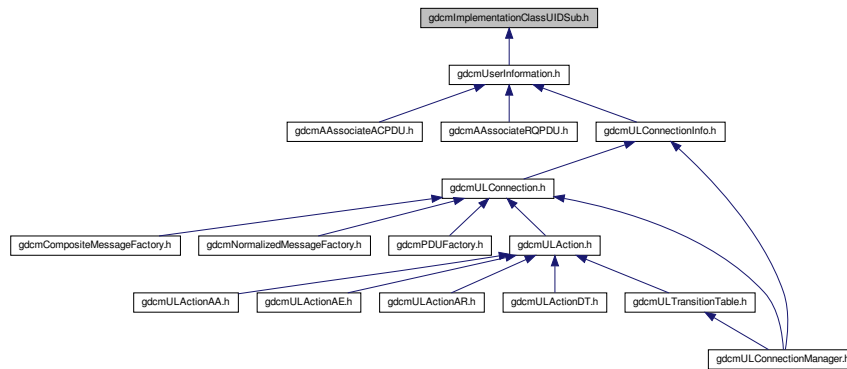 gdcmImplementationClassUIDSub.h
gdcmUserInformation.h
gdcmAAssociateACPDU.h
gdcmAAssociateRQPDU.h
gdcmULConnectionInfo.h
gdcmULConnection.h
gdcmCompositeMessageFactory.h
gdcmNormalizedMessageFactory.h
gdcmPDUFactory.h
gdcmULAction.h
gdcmULActionAA.h
gdcmULActionAE.h
gdcmULActionAR.h
gdcmULActionDT.h
gdcmULTransitionTable.h
gdcmULConnectionManager.h